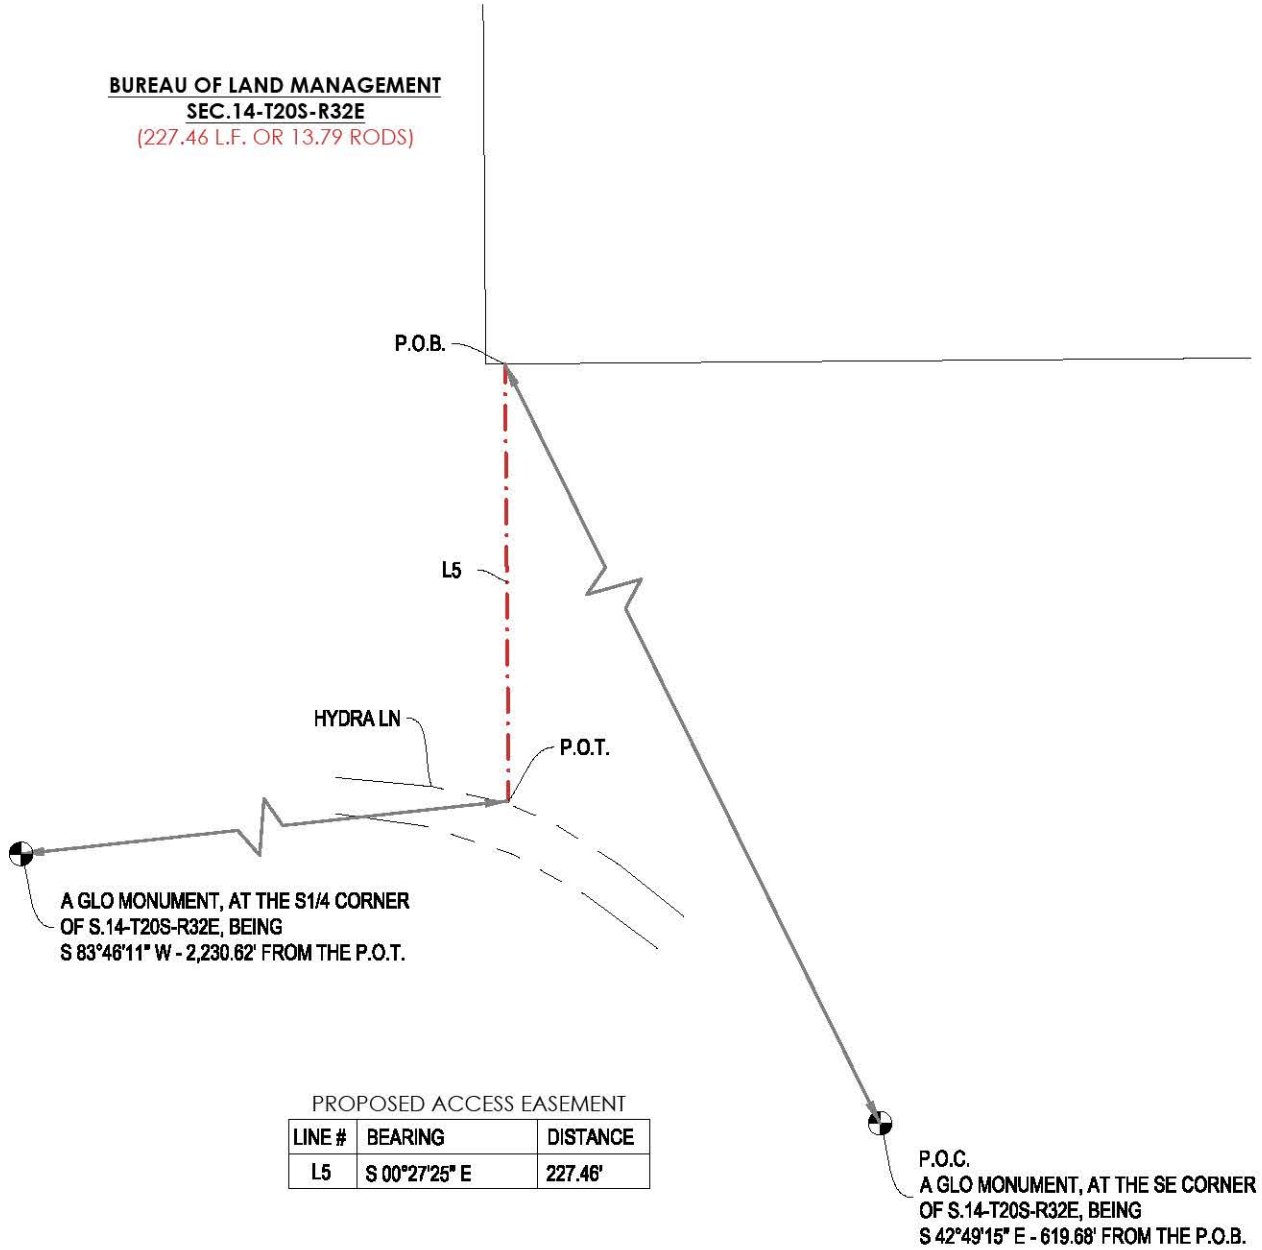 BUREAU OF LAND MANAGEMENT
SEC.14-T20S-R32E
(227.46 L.F. OR 13.79 RODS)
P.O.B.
L5
HYDRA LN
P.O.T.
A GLO MONUMENT, AT THE S1/4 CORNER
OF S.14-T20S-R32E, BEING
S 83°46'11" W - 2,230.62' FROM THE P.O.T.
PROPOSED ACCESS EASEMENT
LINE # BEARING DISTANCE
L5 S 00°27'25" E 227.46'
P.O.C.
A GLO MONUMENT, AT THE SE CORNER
OF S.14-T20S-R32E, BEING
S 42°49'15" E - 619.68' FROM THE P.O.B.